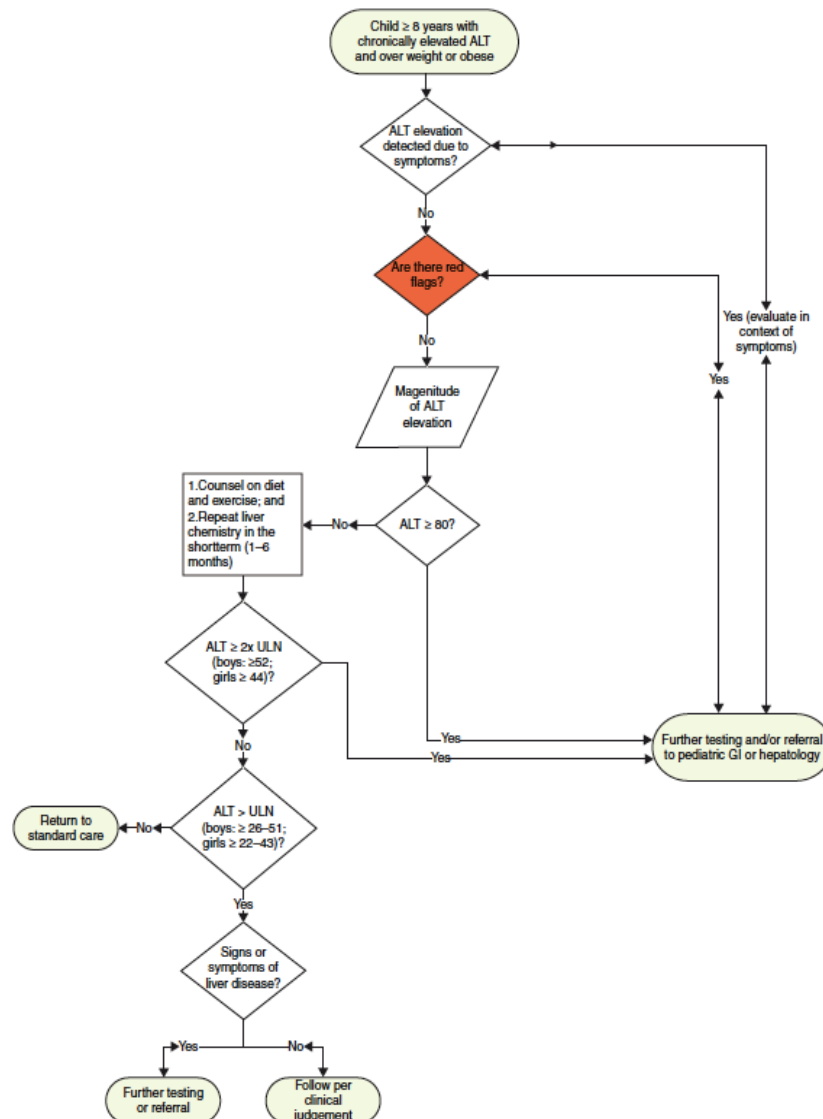 Child ≥ 8 years with
chronically elevated ALT
and over weight or obese
ALT elevation
detected due to
symptoms?
No
Are there red
flags?
Yes (evaluate in
context of
symptoms)
No
Yes
Magenitude
of ALT
elevation
1.Counsel on diet
and exercise; and
2.Repeat liver
chemistry in the
shortterm (1–6
months)
No
ALT ≥ 80?
ALT ≥ 2x ULN
(boys: ≥52;
girls ≥ 44)?
Yes
Yes
Further testing and/or referral
to pediatric GI or hepatology
No
Return to
standard care
No
ALT > ULN
(boys: ≥ 26–51;
girls ≥ 22–43)?
Yes
Signs or
symptoms of
liver disease?
Yes
No
Further testing
or referral
Follow per
clinical
judgement